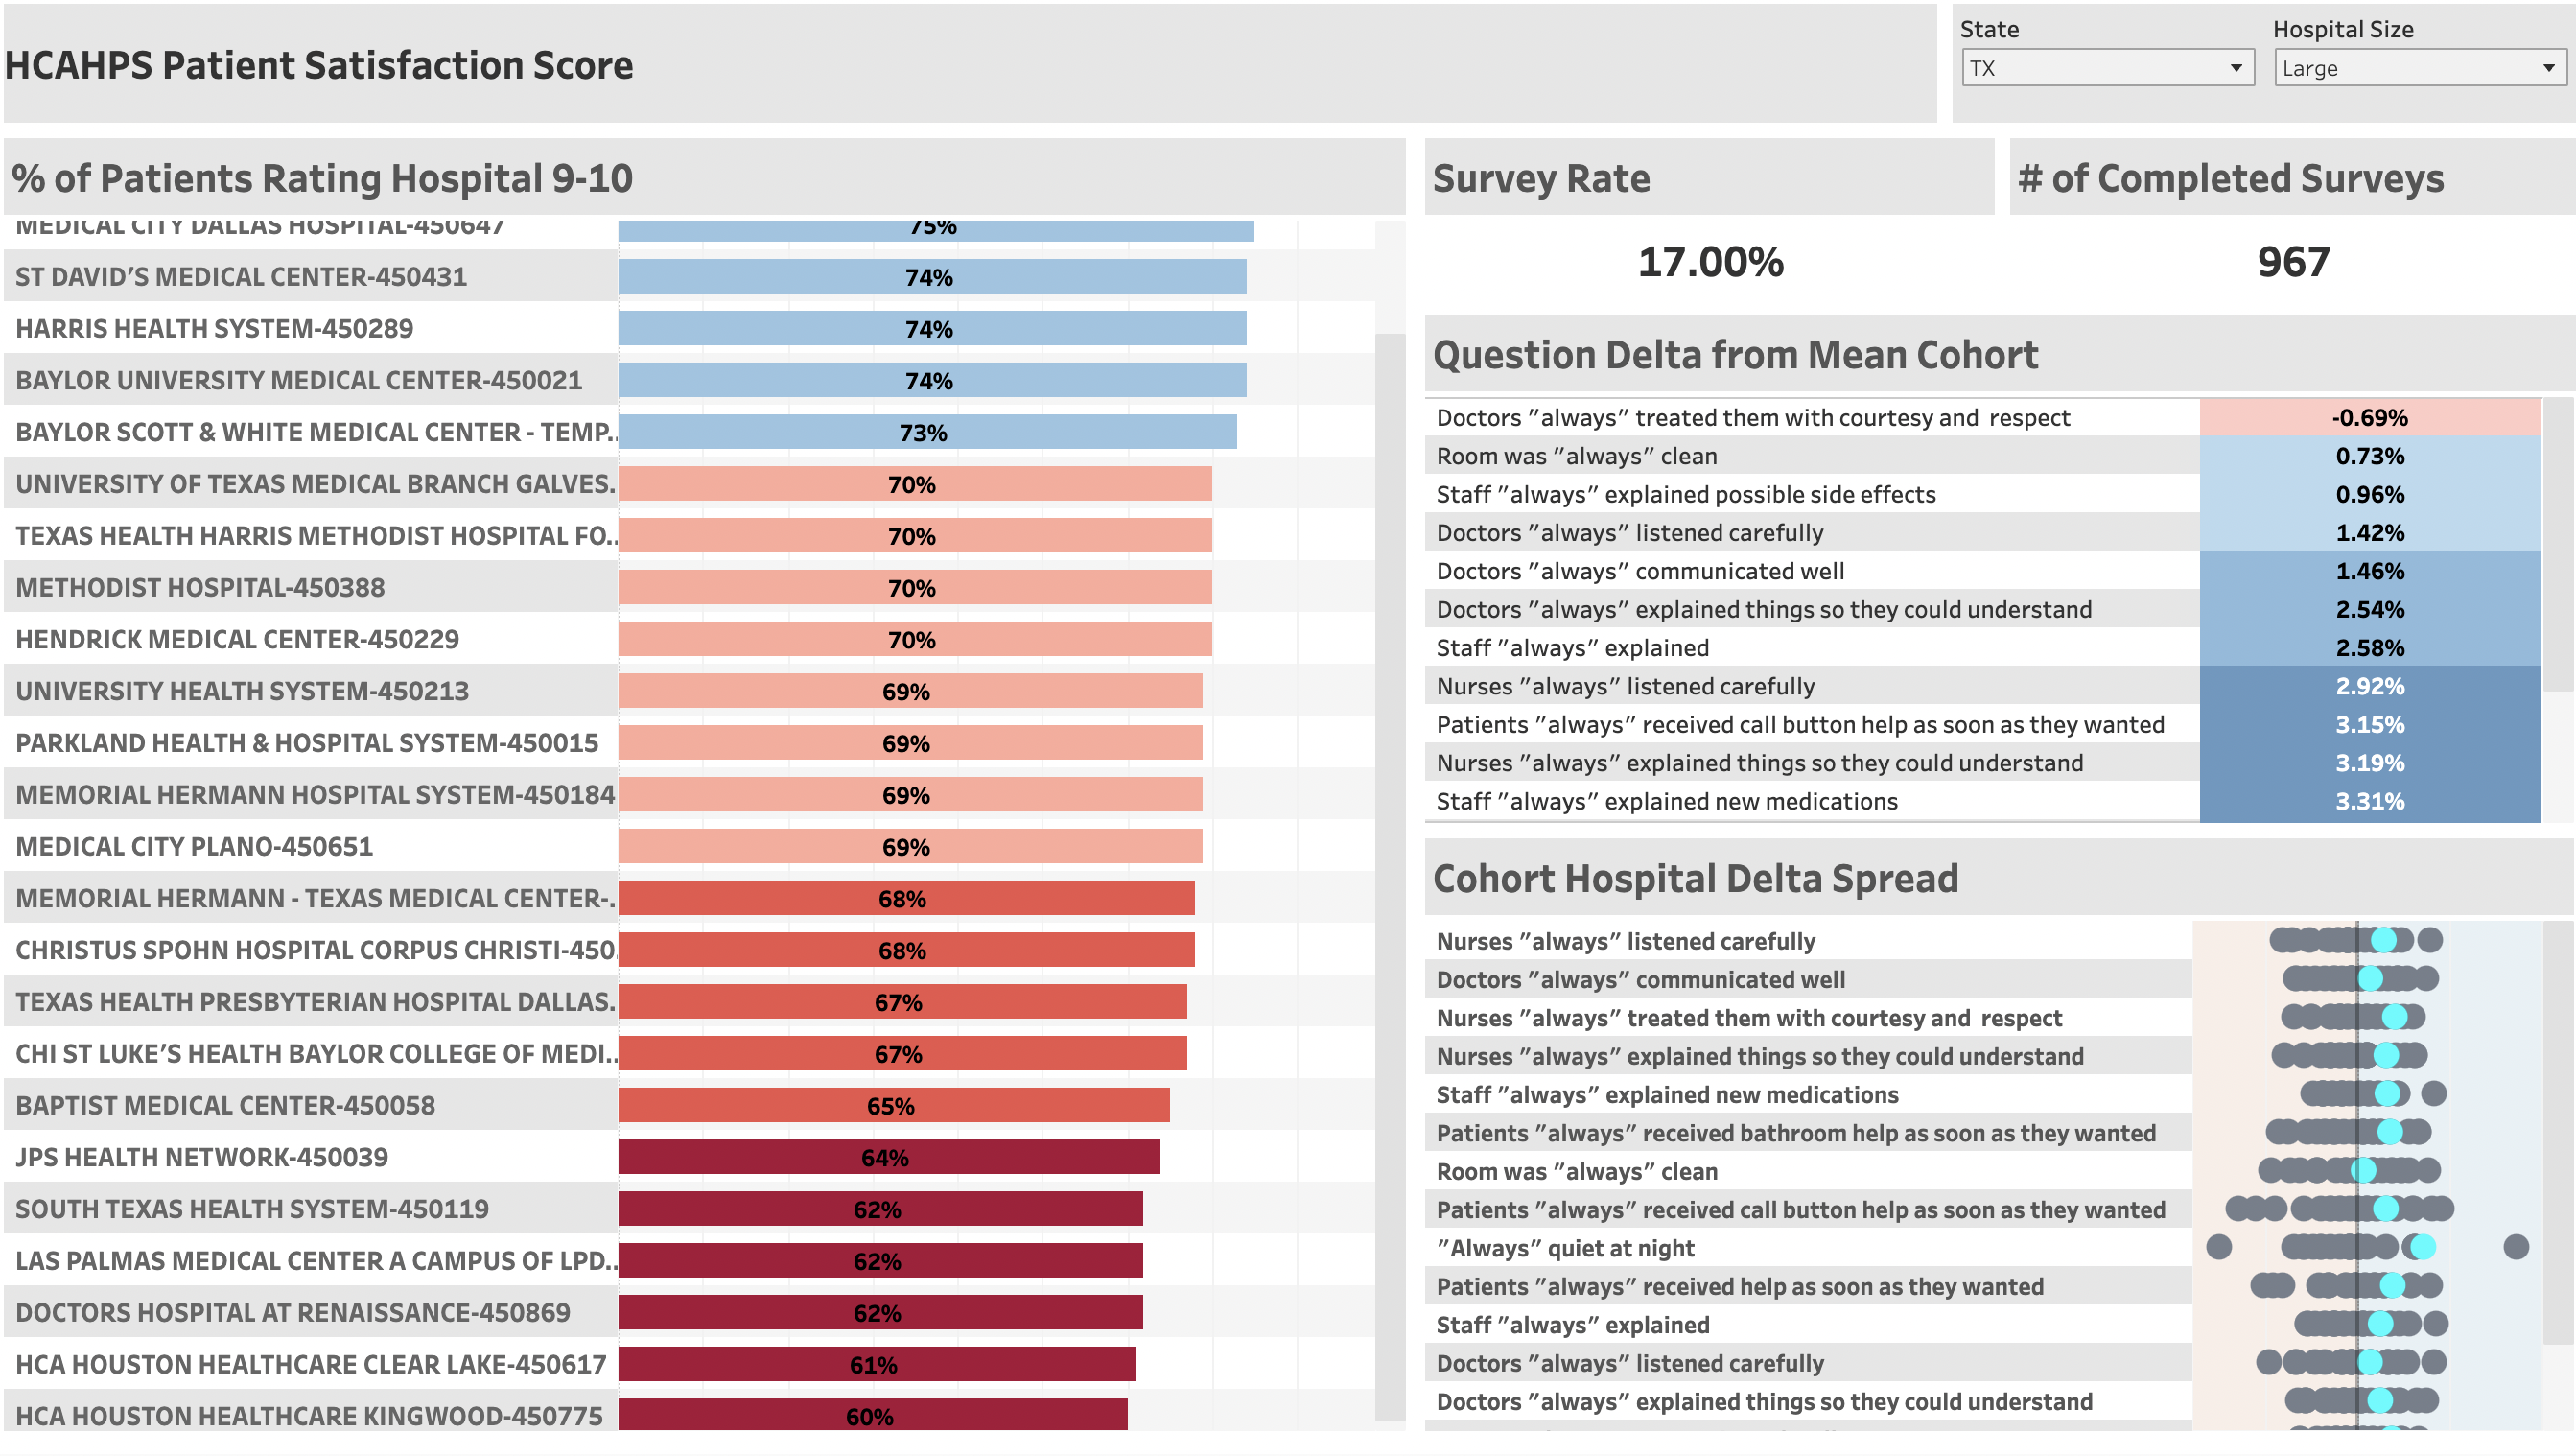 HCAHPS Patient Satisfaction Score
State
Hospital Size
TX
Large
% of Patients Rating Hospital 9-10
MEDICAL CITY DALLAS HOSPITAL-450647 75%
ST DAVID'S MEDICAL CENTER-450431 74%
HARRIS HEALTH SYSTEM-450289 74%
BAYLOR UNIVERSITY MEDICAL CENTER-450021 74%
BAYLOR SCOTT & WHITE MEDICAL CENTER - TEMP.. 73%
UNIVERSITY OF TEXAS MEDICAL BRANCH GALVES. 70%
TEXAS HEALTH HARRIS METHODIST HOSPITAL FO.. 70%
METHODIST HOSPITAL-450388 70%
HENDRICK MEDICAL CENTER-450229 70%
UNIVERSITY HEALTH SYSTEM-450213 69%
PARKLAND HEALTH & HOSPITAL SYSTEM-450015 69%
MEMORIAL HERMANN HOSPITAL SYSTEM-450184 69%
MEDICAL CITY PLANO-450651 69%
MEMORIAL HERMANN - TEXAS MEDICAL CENTER-. 68%
CHRISTUS SPOHN HOSPITAL CORPUS CHRISTI-450. 68%
TEXAS HEALTH PRESBYTERIAN HOSPITAL DALLAS. 67%
CHI ST LUKE'S HEALTH BAYLOR COLLEGE OF MEDI.. 67%
BAPTIST MEDICAL CENTER-450058 65%
JPS HEALTH NETWORK-450039 64%
SOUTH TEXAS HEALTH SYSTEM-450119 62%
LAS PALMAS MEDICAL CENTER A CAMPUS OF LPD.. 62%
DOCTORS HOSPITAL AT RENAISSANCE-450869 62%
HCA HOUSTON HEALTHCARE CLEAR LAKE-450617 61%
HCA HOUSTON HEALTHCARE KINGWOOD-450775 60%
Survey Rate
17.00%
# of Completed Surveys
967
Question Delta from Mean Cohort
Doctors "always" treated them with courtesy and  respect -0.69%
Room was "always" clean 0.73%
Staff "always" explained possible side effects 0.96%
Doctors "always" listened carefully 1.42%
Doctors "always" communicated well 1.46%
Doctors "always" explained things so they could understand 2.54%
Staff "always" explained 2.58%
Nurses "always" listened carefully 2.92%
Patients "always" received call button help as soon as they wanted 3.15%
Nurses "always" explained things so they could understand 3.19%
Staff "always" explained new medications 3.31%
Cohort Hospital Delta Spread
Nurses "always" listened carefully
Doctors "always" communicated well
Nurses "always" treated them with courtesy and  respect
Nurses "always" explained things so they could understand
Staff "always" explained new medications
Patients "always" received bathroom help as soon as they wanted
Room was "always" clean
Patients "always" received call button help as soon as they wanted
"Always" quiet at night
Patients "always" received help as soon as they wanted
Staff "always" explained
Doctors "always" listened carefully
Doctors "always" explained things so they could understand